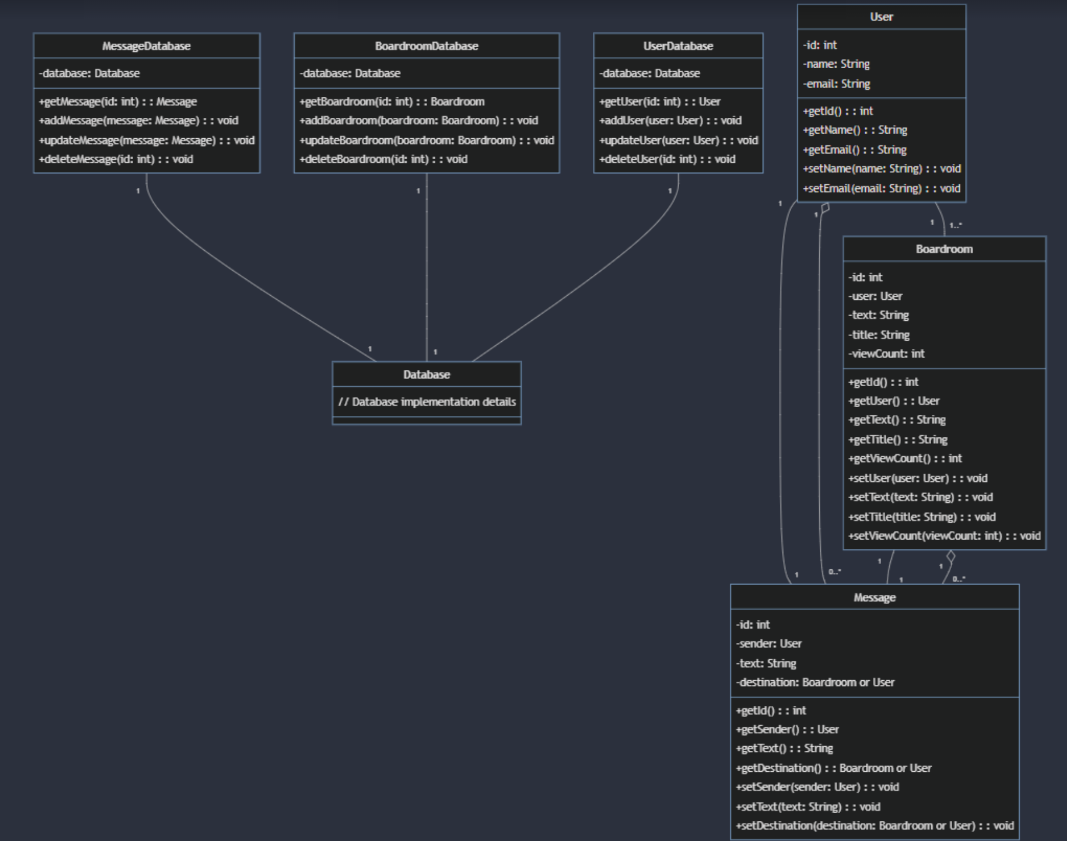 MessageDatabase
-database: Database
+getMessage(id: int) : : Message
+addMessage(message: Message) : : void
+updateMessage(message: Message) : : void
+deleteMessage(id: int) : : void
BoardroomDatabase
-database: Database
+getBoardroom(id: int) : : Boardroom
+addBoardroom(boardroom: Boardroom) : : void
+updateBoardroom(boardroom: Boardroom) : : void
+deleteBoardroom(id: int) : : void
UserDatabase
-database: Database
+getUser(id: int) : : User
+addUser(user: User) : : void
+updateUser(user: User) : : void
+deleteUser(id: int) : : void
User
-id: int
-name: String
-email: String
+getId() : : int
+getName() : : String
+getEmail() : : String
+setName(name: String) : : void
+setEmail(email: String) : : void
1
1
1
1
1
1
1..*
1
1
Database
// Database implementation details
Boardroom
-id: int
-user: User
-text: String
-title: String
-viewCount: int
+getId() : : int
+getUser() : : User
+getText() : : String
+getTitle() : : String
+getViewCount() : : int
+setUser(user: User) : : void
+setText(text: String) : : void
+setTitle(title: String) : : void
+setViewCount(viewCount: int) : : void
1
1
1
0..*
1
0..*
Message
-id: int
-sender: User
-text: String
-destination: Boardroom or User
+getId() : : int
+getSender() : : User
+getText() : : String
+getDestination() : : Boardroom or User
+setSender(sender: User) : : void
+setText(text: String) : : void
+setDestination(destination: Boardroom or User) : : void